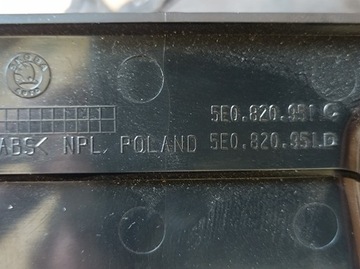 5E0.820.951 C
ABS< NPL. POLAND 5E0.820.951.D